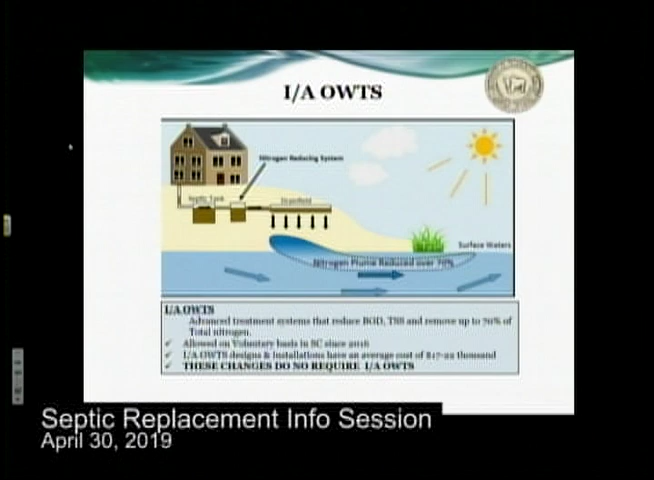 I/A OWTS
Nitrogen Reducing System
Septic Tank
Drainfield
Surface Waters
Nitrogen Plume Reduced over 70%
I/A OWTS
Advanced treatment systems that reduce BOD, TSS and remove up to 70% of
Total nitrogen.
Allowed on Voluntary basis in SC since 2016
I/A OWTS designs & installations have an average cost of $17-22 thousand
THESE CHANGES DO NO REQUIRE I/A OWTS
Septic Replacement Info Session
April 30, 2019